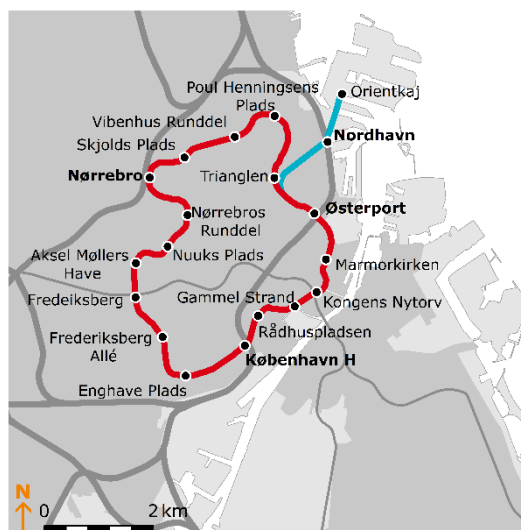 Poul Henningsens
Plads
Orientkaj
Vibenhus Runddel
Skjolds Plads
Nordhavn
Nørrebro
Trianglen
Østerport
Nørrebros
Runddel
Aksel Møllers
Have
Nuuks Plads
Marmorkirken
Fredeiksberg
Gammel Strand
Kongens Nytorv
Rådhuspladsen
Frederiksberg
Allé
København H
Enghave Plads
N
0
2 km